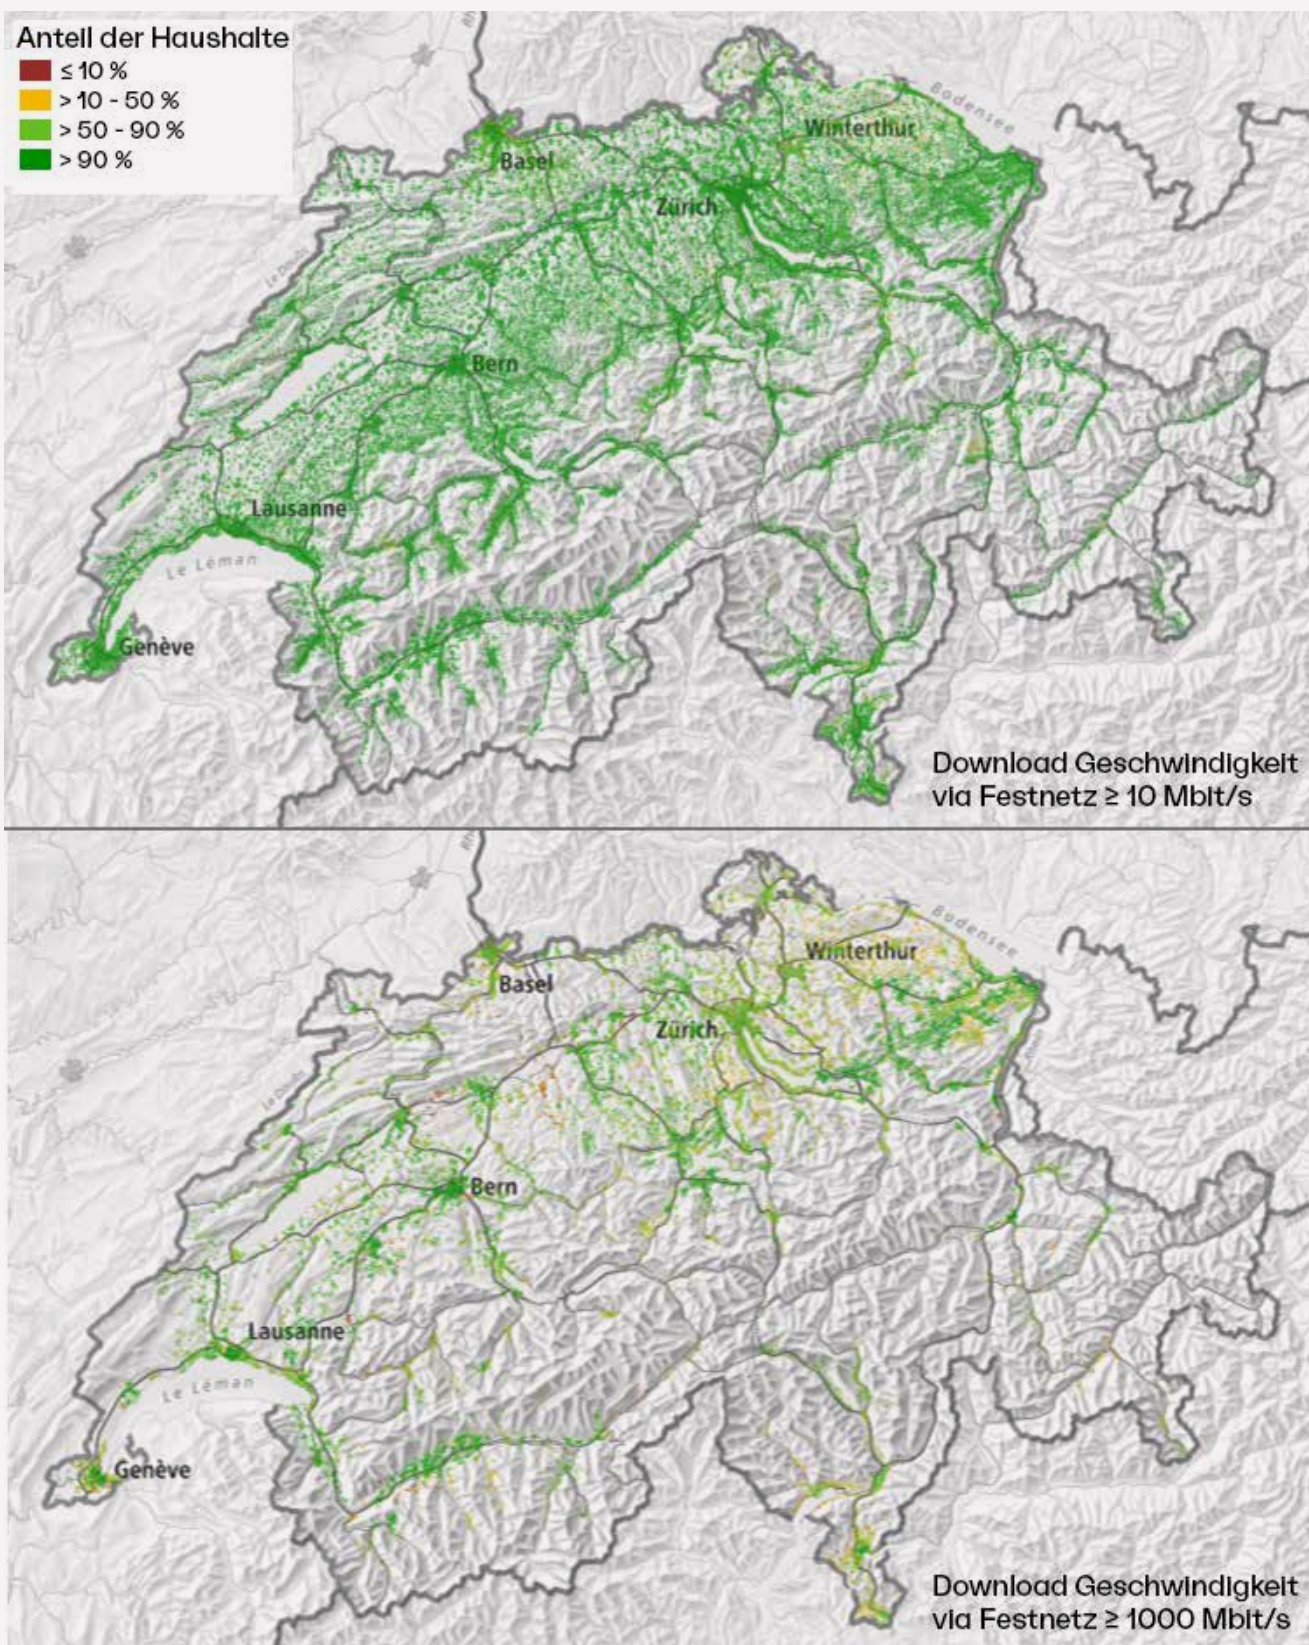 Anteil der Haushalte
≤ 10 %
> 10 - 50 %
> 50 - 90 %
> 90 %
Bodensee
Winterthur
Basel
Zürich
Bern
Lausanne
Le Léman
Genève
Download Geschwindigkeit
via Festnetz ≥ 10 Mbit/s
Bodensee
Winterthur
Basel
Zürich
Bern
Lausanne
Le Léman
Genève
Download Geschwindigkeit
via Festnetz ≥ 1000 Mbit/s